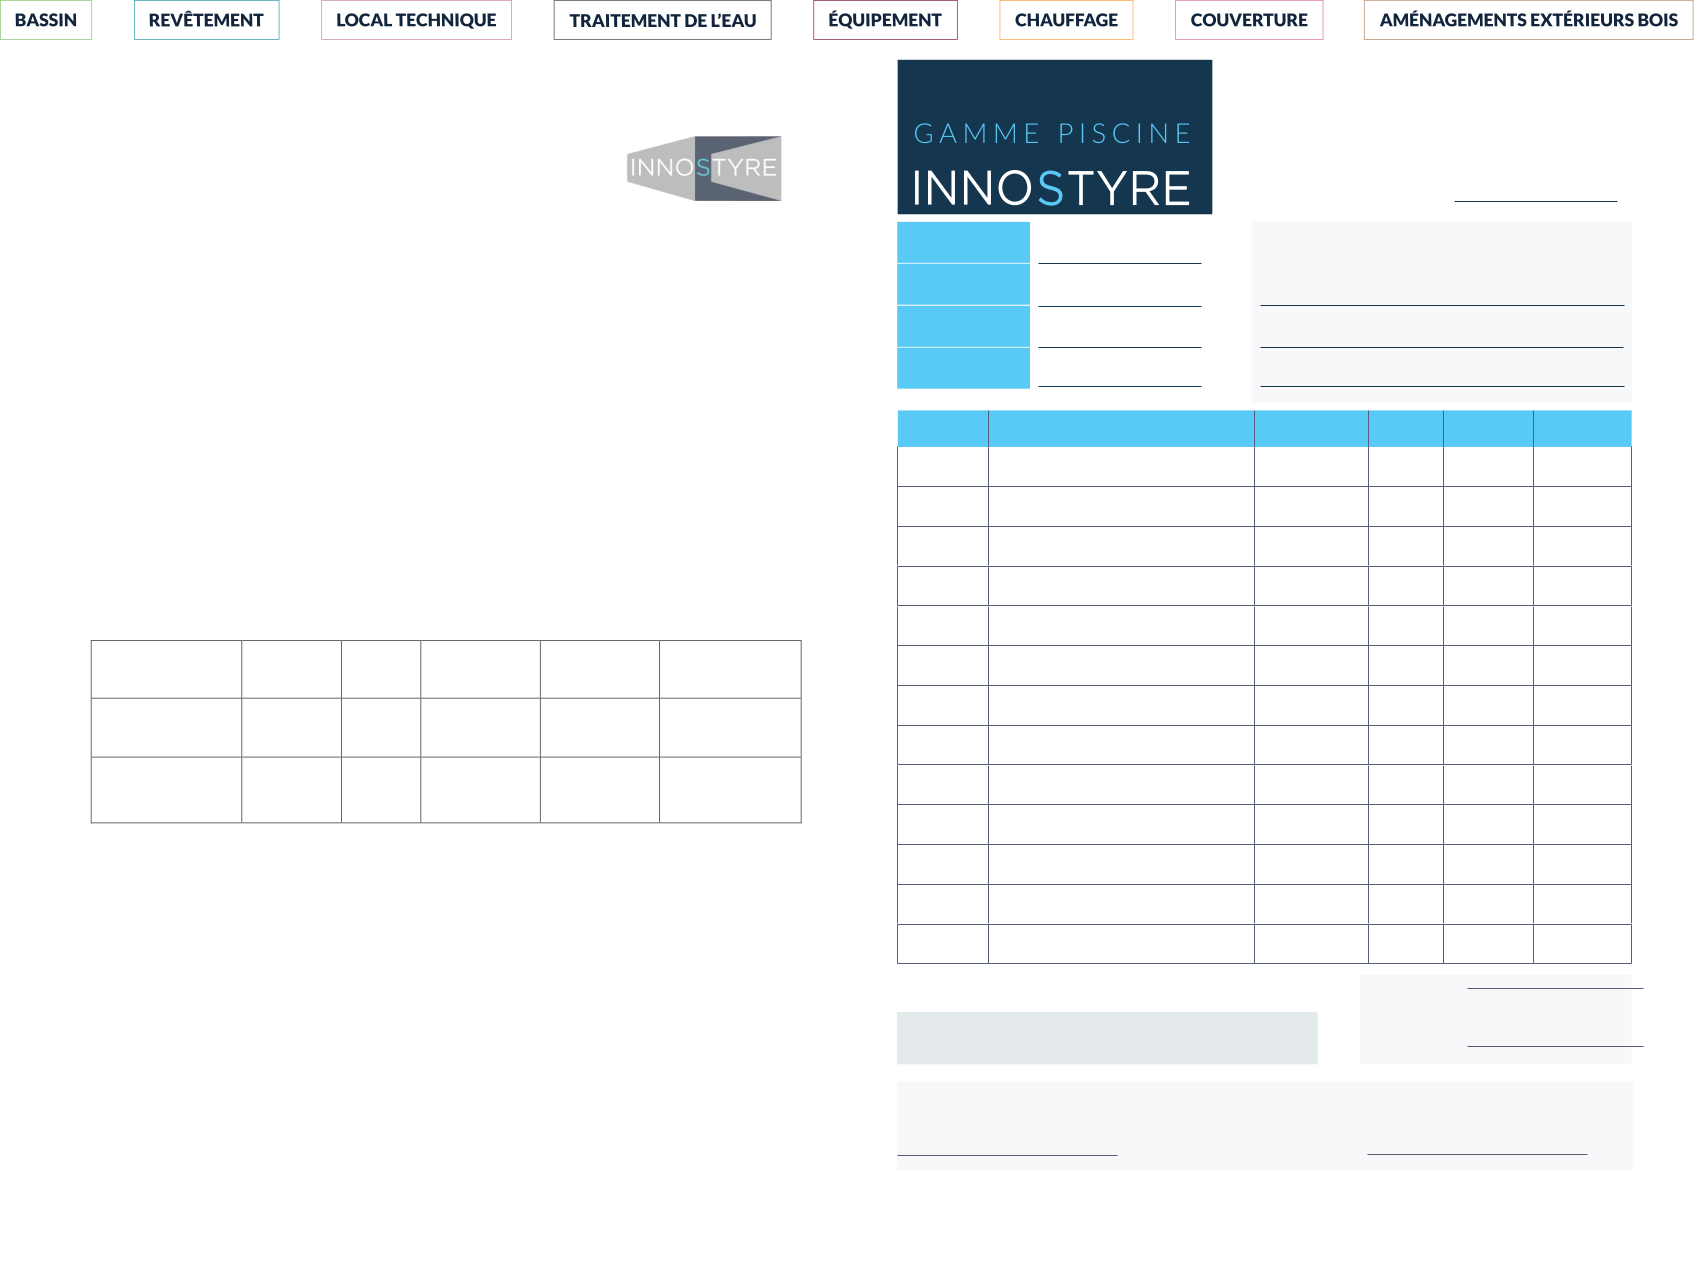 BASSIN
REVÊTEMENT
LOCAL TECHNIQUE
TRAITEMENT DE L’EAU
ÉQUIPEMENT
CHAUFFAGE
COUVERTURE
AMÉNAGEMENTS EXTÉRIEURS BOIS
INNOSTYRE
GAMME PISCINE
INNOSTYRE